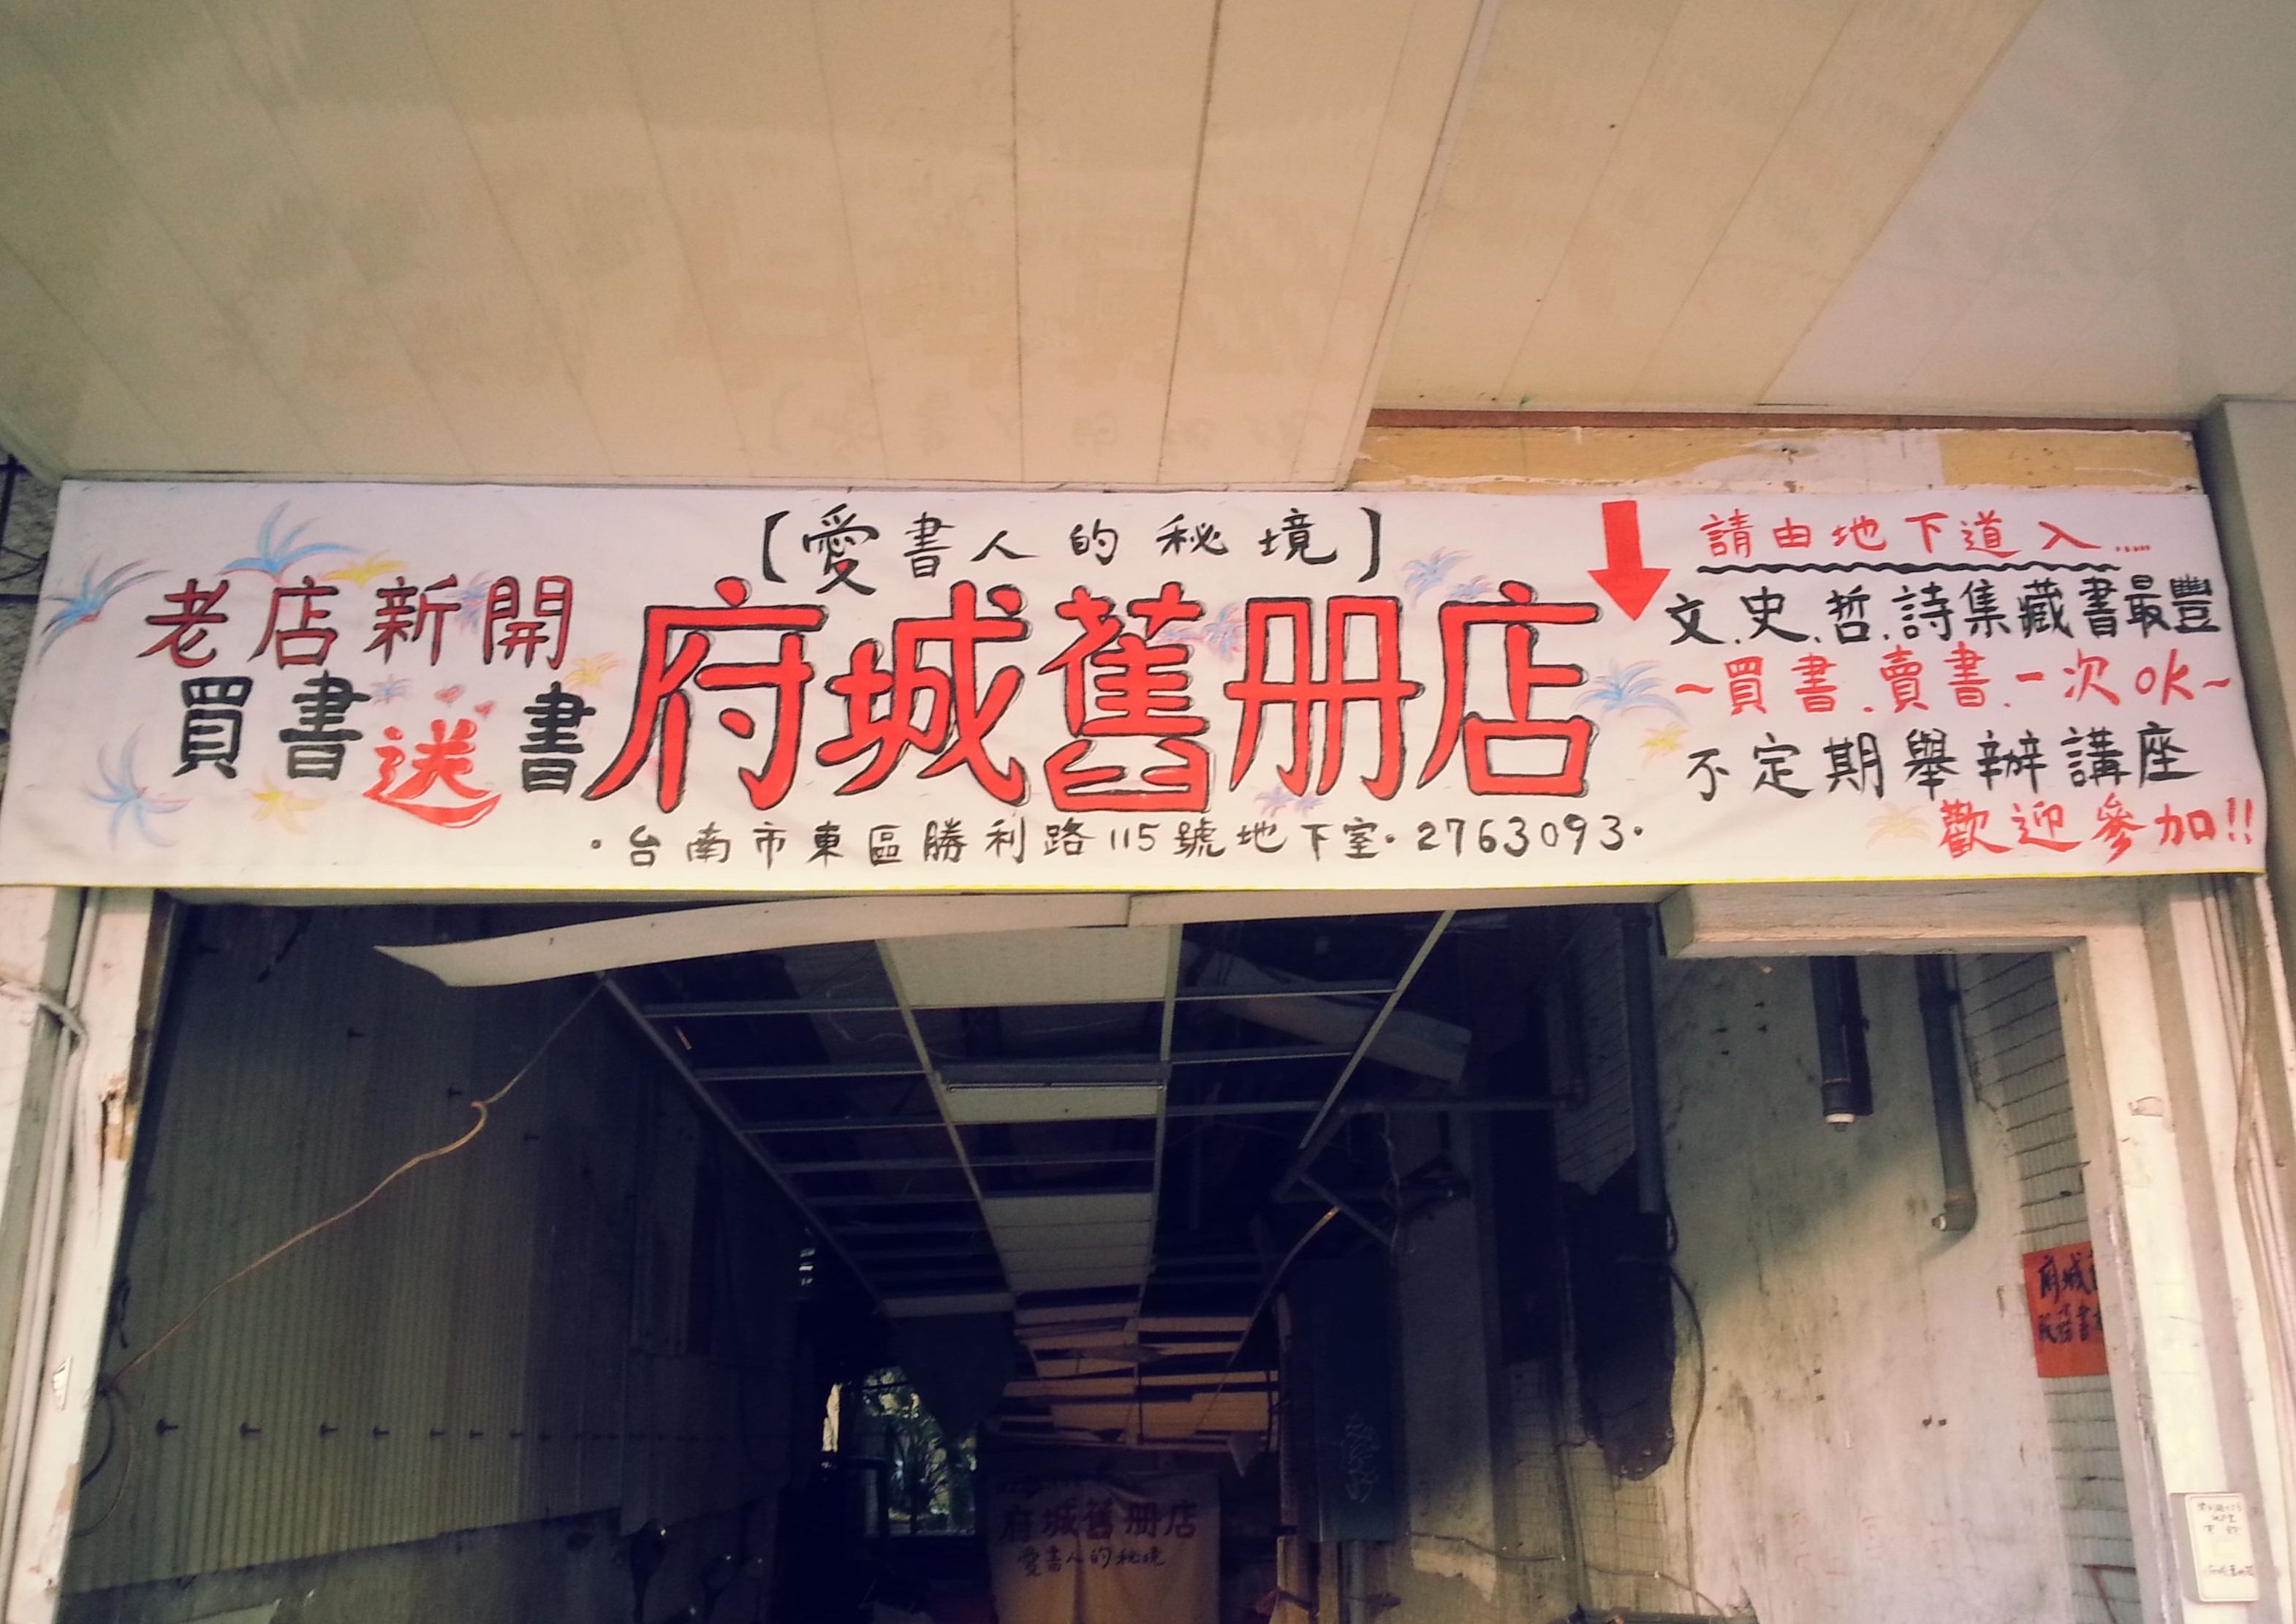 老店新開
買書送書
【愛書人的秘境】
府城舊册店
·台南市東區勝利路115號地下室·2763093·
請由地下道入.....
文.史.哲.詩集藏書最豐
~買書.賣書.一次OK~
不定期舉辦講座
歡迎參加!!
府城
府城舊册店
愛書人的秘境